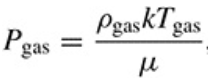 P_gas = ρ_gas k T_gas / μ,